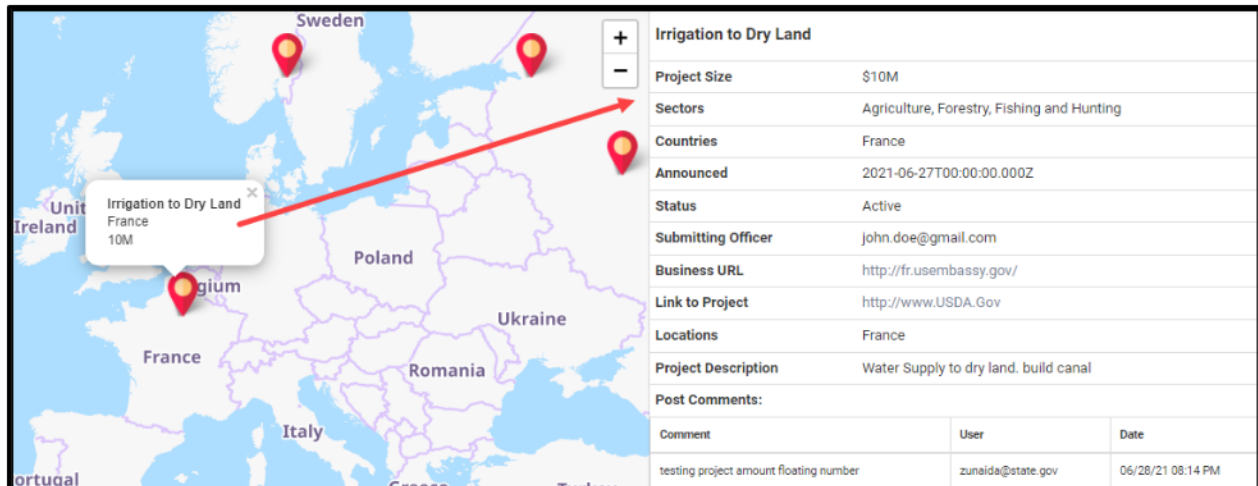 Sweden
+
−
Irrigation to Dry Land ×
France
10M
Unit
Ireland
Poland
gium
Ukraine
France
Romania
Italy
ortugal
Irrigation to Dry Land
Project Size $10M
Sectors Agriculture, Forestry, Fishing and Hunting
Countries France
Announced 2021-06-27T00:00:00.000Z
Status Active
Submitting Officer john.doe@gmail.com
Business URL http://fr.usembassy.gov/
Link to Project http://www.USDA.Gov
Locations France
Project Description Water Supply to dry land. build canal
Post Comments:
Comment User Date
testing project amount floating number zunaida@state.gov 06/28/21 08:14 PM